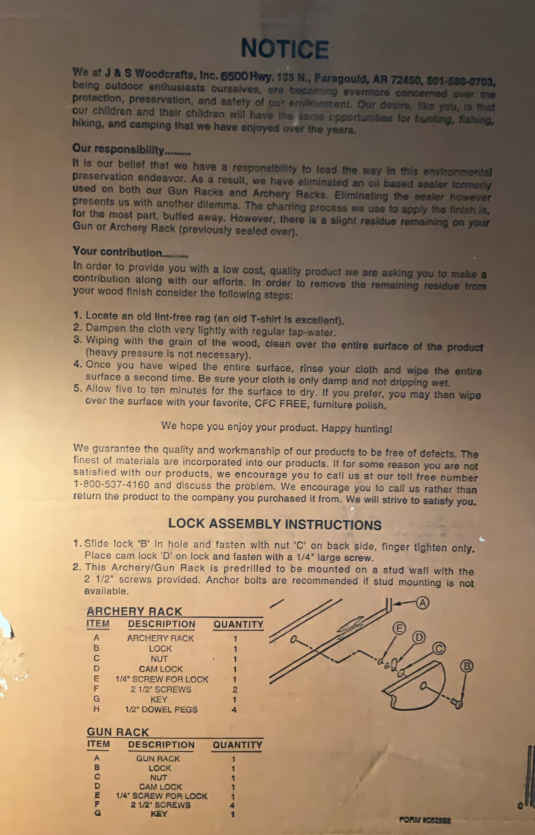 NOTICE
We at J & S Woodcrafts, Inc. 6500 Hwy. 135 N., Paragould, AR 72450, 501-586-0703,
being outdoor enthusiasts ourselves, are becoming evermore concerned over the
protection, preservation, and safety of our environment. Our desire, like you, is that
our children and their children will have the same opportunities for hunting, fishing,
hiking, and camping that we have enjoyed over the years.
Our responsibility........
It is our belief that we have a responsibility to lead the way in this environmental
preservation endeavor. As a result, we have eliminated an oil based sealer formerly
used on both our Gun Racks and Archery Racks. Eliminating the sealer however
presents us with another dilemma. The charring process we use to apply the finish is,
for the most part, buffed away. However, there is a slight residue remaining on your
Gun or Archery Rack (previously sealed over).
Your contribution........
In order to provide you with a low cost, quality product we are asking you to make a
contribution along with our efforts. In order to remove the remaining residue from
your wood finish consider the following steps:
1. Locate an old lint-free rag (an old T-shirt is excellent).
2. Dampen the cloth very lightly with regular tap-water.
3. Wiping with the grain of the wood, clean over the entire surface of the product
(heavy pressure is not necessary).
4. Once you have wiped the entire surface, rinse your cloth and wipe the entire
surface a second time. Be sure your cloth is only damp and not dripping wet.
5. Allow five to ten minutes for the surface to dry. If you prefer, you may then wipe
over the surface with your favorite, CFC FREE, furniture polish.
We hope you enjoy your product. Happy hunting!
We guarantee the quality and workmanship of our products to be free of defects. The
finest of materials are incorporated into our products. If for some reason you are not
satisfied with our products, we encourage you to call us at our toll free number
1-800-537-4160 and discuss the problem. We encourage you to call us rather than
return the product to the company you purchased it from. We will strive to satisfy you.
LOCK ASSEMBLY INSTRUCTIONS
1. Slide lock 'B' in hole and fasten with nut 'C' on back side, finger tighten only.
Place cam lock 'D' on lock and fasten with a 1/4" large screw.
2. This Archery/Gun Rack is predrilled to be mounted on a stud wall with the
2 1/2" screws provided. Anchor bolts are recommended if stud mounting is not
available.
ARCHERY RACK
ITEM DESCRIPTION QUANTITY
A ARCHERY RACK 1
B LOCK 1
C NUT 1
D CAM LOCK 1
E 1/4" SCREW FOR LOCK 1
F 2 1/2" SCREWS 2
G KEY 1
H 1/2" DOWEL PEGS 4
A
E
D
C
B
GUN RACK
ITEM DESCRIPTION QUANTITY
A GUN RACK 1
B LOCK 1
C NUT 1
D CAM LOCK 1
E 1/4" SCREW FOR LOCK 1
F 2 1/2" SCREWS 4
G KEY 1
0
FORM